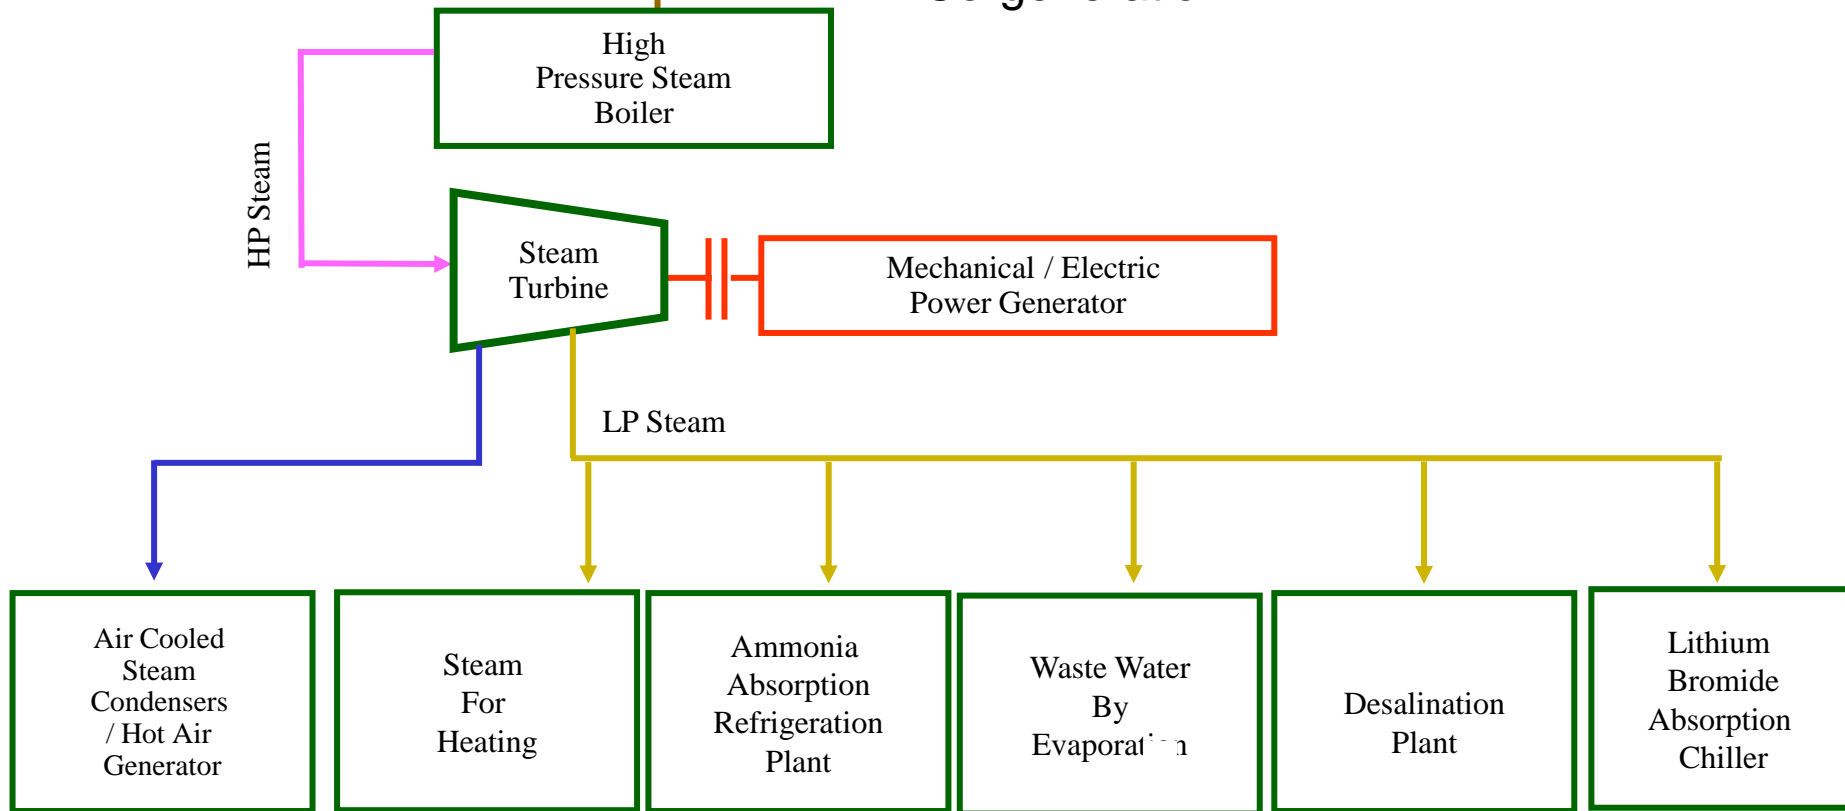 High
Pressure Steam
Boiler
HP Steam
Steam
Turbine
Mechanical / Electric
Power Generator
LP Steam
Air Cooled
Steam
Condensers
/ Hot Air
Generator
Steam
For
Heating
Ammonia
Absorption
Refrigeration
Plant
Waste Water
By
Evaporation
Desalination
Plant
Lithium
Bromide
Absorption
Chiller